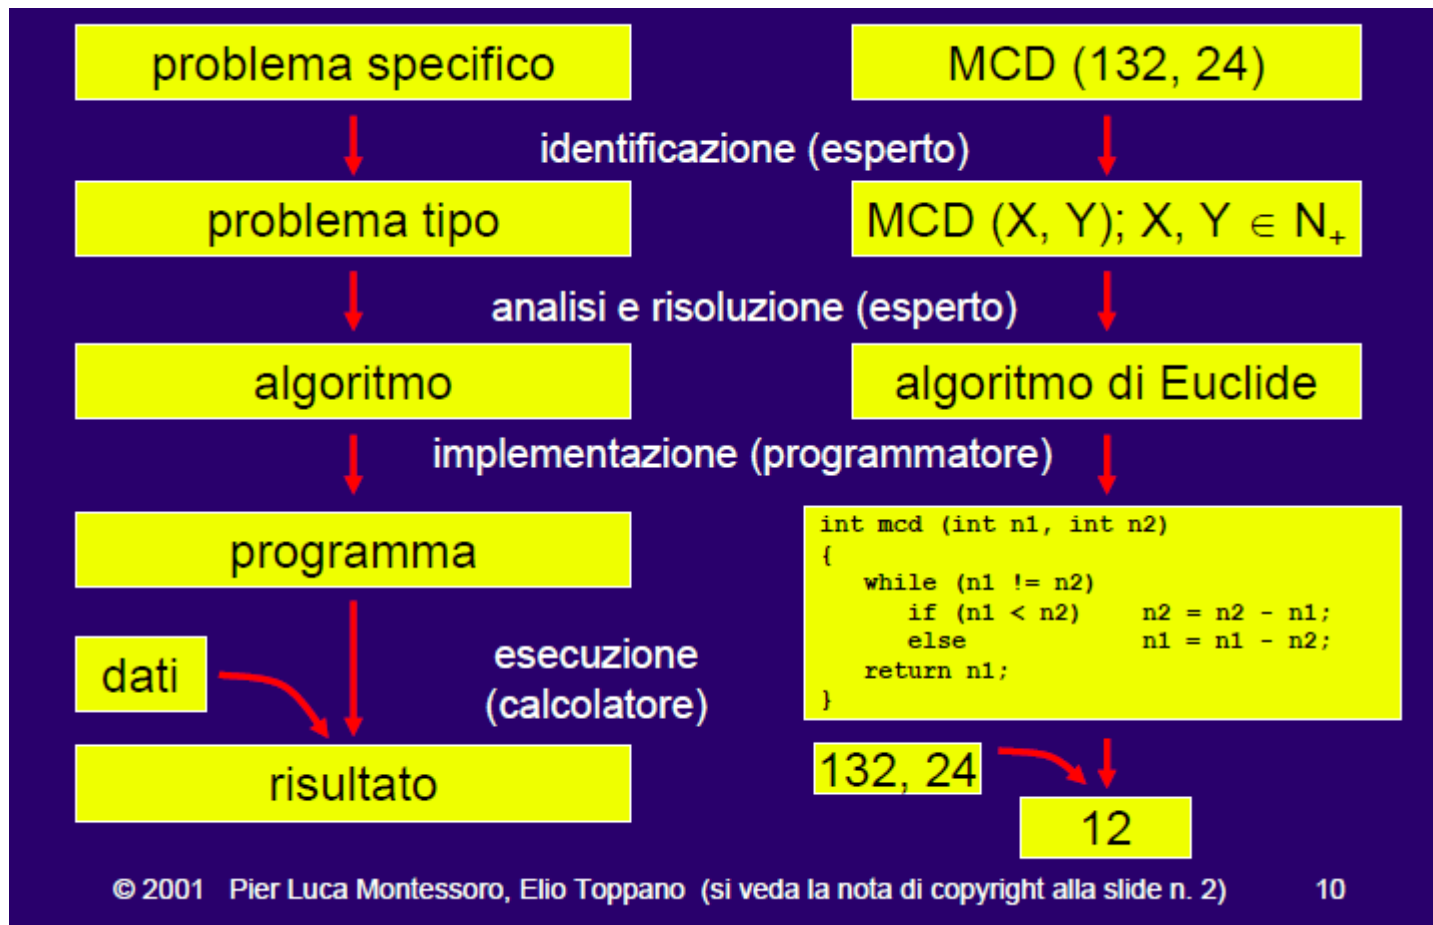 problema specifico
MCD (132, 24)
identificazione (esperto)
problema tipo
MCD (X, Y); X, Y ∈ N+
analisi e risoluzione (esperto)
algoritmo
algoritmo di Euclide
implementazione (programmatore)
programma
int mcd (int n1, int n2)
{
while (n1 != n2)
if (n1 < n2) n2 = n2 - n1;
else n1 = n1 - n2;
return n1;
}
dati
esecuzione
(calcolatore)
risultato
132, 24
12
© 2001 Pier Luca Montessoro, Elio Toppano (si veda la nota di copyright alla slide n. 2) 10